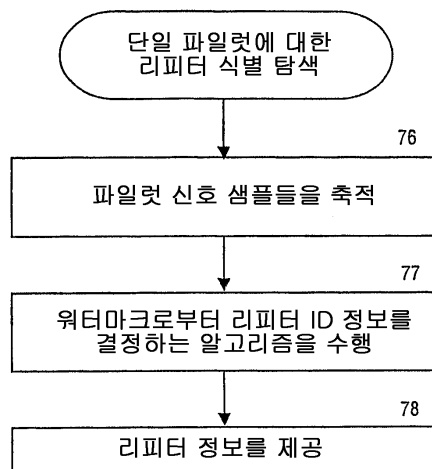 단일 파일럿에 대한
리피터 식별 탐색
76
파일럿 신호 샘플들을 축적
77
워터마크로부터 리피터 ID 정보를
결정하는 알고리즘을 수행
78
리피터 정보를 제공